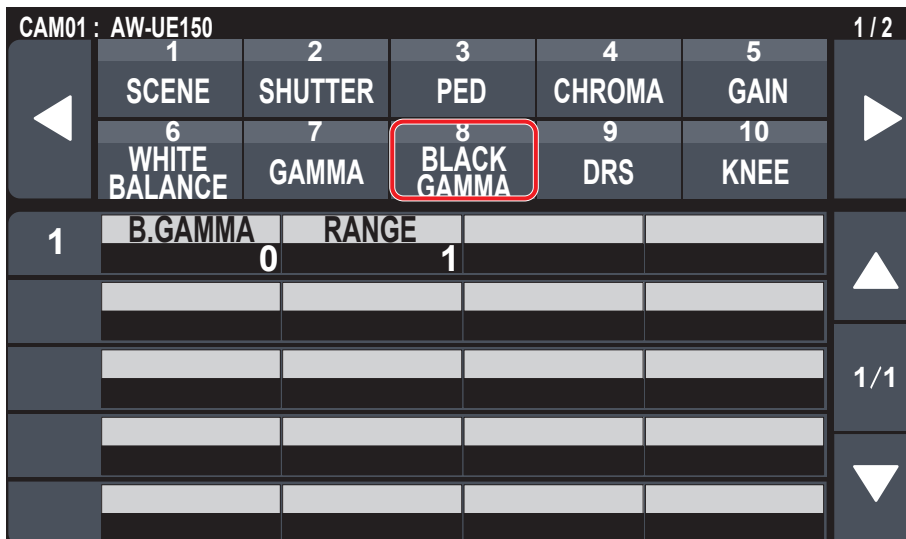 CAM01 : AW-UE150 1 / 2
1 2 3 4 5
SCENE SHUTTER PED CHROMA GAIN
6 7 8 9 10
WHITE BALANCE GAMMA BLACK GAMMA DRS KNEE
1 B.GAMMA RANGE
0 1
1/1